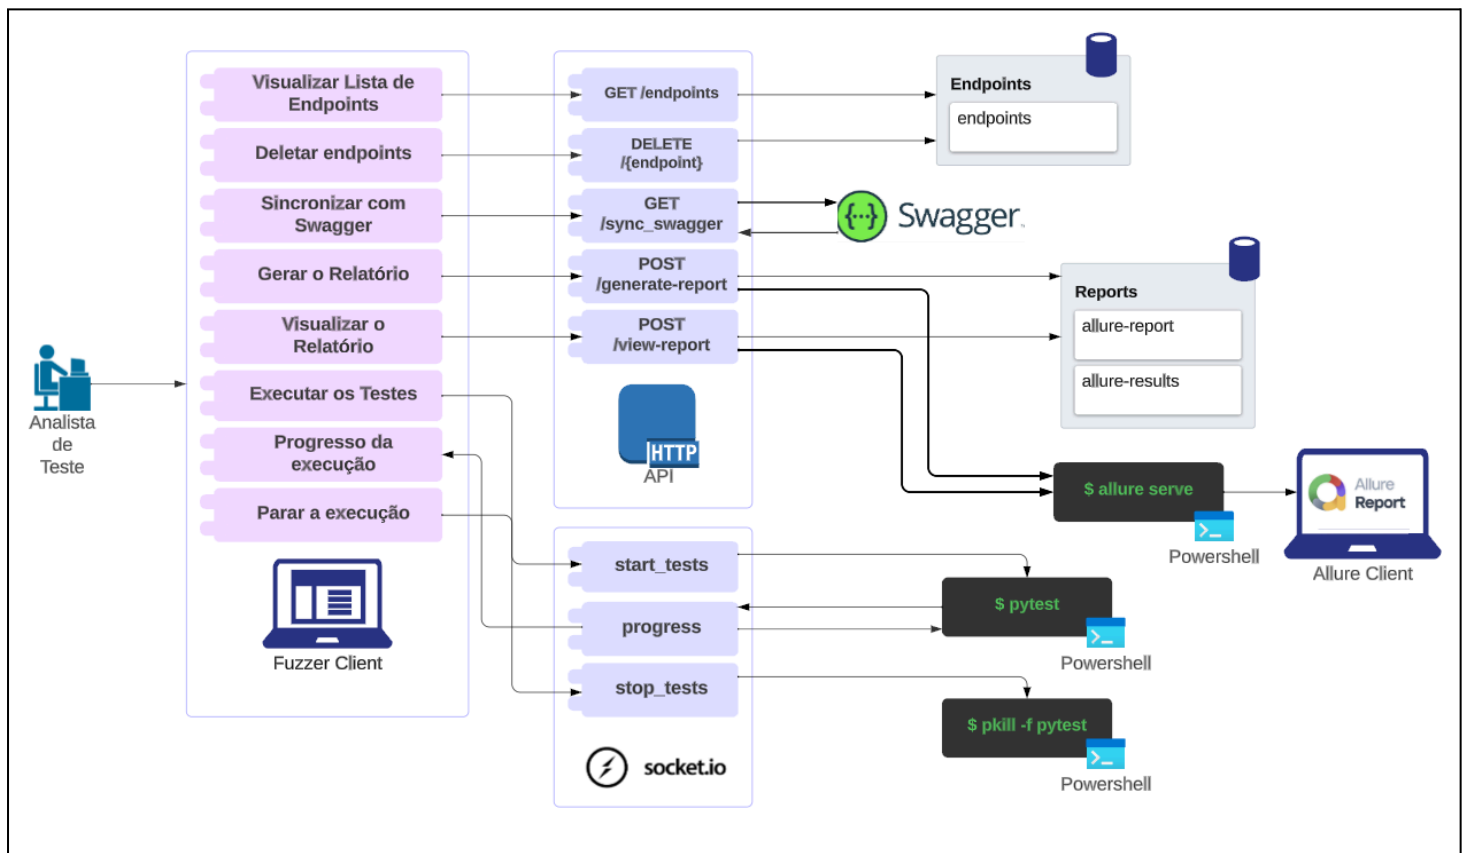 Visualizar Lista de
Endpoints
Deletar endpoints
Sincronizar com
Swagger
Gerar o Relatório
Visualizar o
Relatório
Executar os Testes
Progresso da
execução
Parar a execução
Fuzzer Client
Analista
de
Teste
GET /endpoints
DELETE
/{endpoint}
GET
/sync_swagger
POST
/generate-report
POST
/view-report
HTTP
API
start_tests
progress
stop_tests
socket.io
Endpoints
endpoints
{···} Swagger
Reports
allure-report
allure-results
$ allure serve
>_
Powershell
Allure
Report
Allure Client
$ pytest
>_
Powershell
$ pkill -f pytest
>_
Powershell